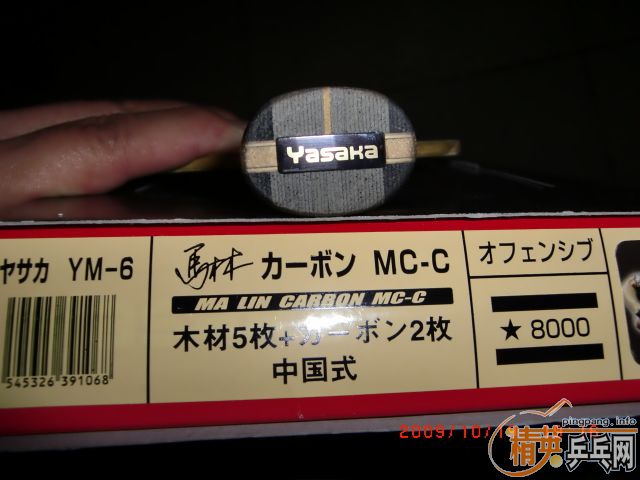 Yasaka
ヤサカ YM-6
545326 391068
馬林 カーボン MC-C
MA LIN CARBON MC-C
木材5枚+カーボン2枚
中国式
オフェンシブ
★ 8000
2009/10/1
pingpang.info
精英乒乓网